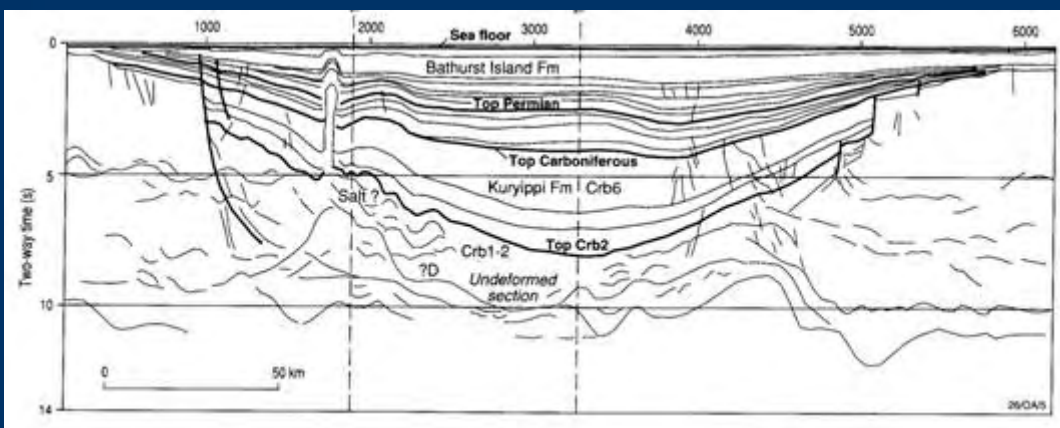 1000 2000 3000 4000 5000 6000
Sea floor
0
Bathurst Island Fm
Top Permian
Top Carboniferous
5
Kuryippi Fm Crb6
Salt ?
Top Crb2
Crb1-2
?D
Undeformed
section
10
0 50 km
14
Two-way time (s)
26/OA/5